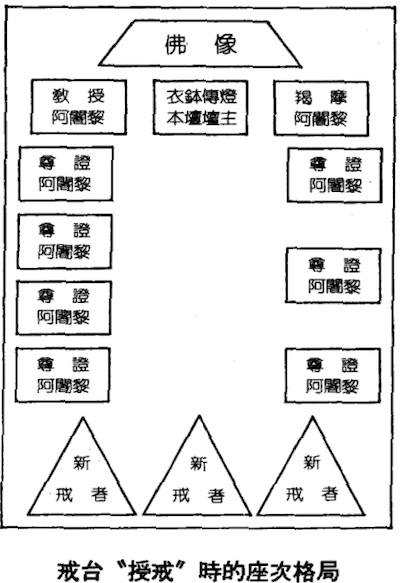 佛 像
教 授
阿闍黎
衣鉢傳燈
本壇壇主
羯 摩
阿闍黎
尊 證
阿闍黎
尊 證
阿闍黎
尊 證
阿闍黎
尊 證
阿闍黎
尊 證
阿闍黎
尊 證
阿闍黎
尊 證
阿闍黎
新
戒 者
新
戒 者
新
戒 者
戒台〝授戒〞時的座次格局